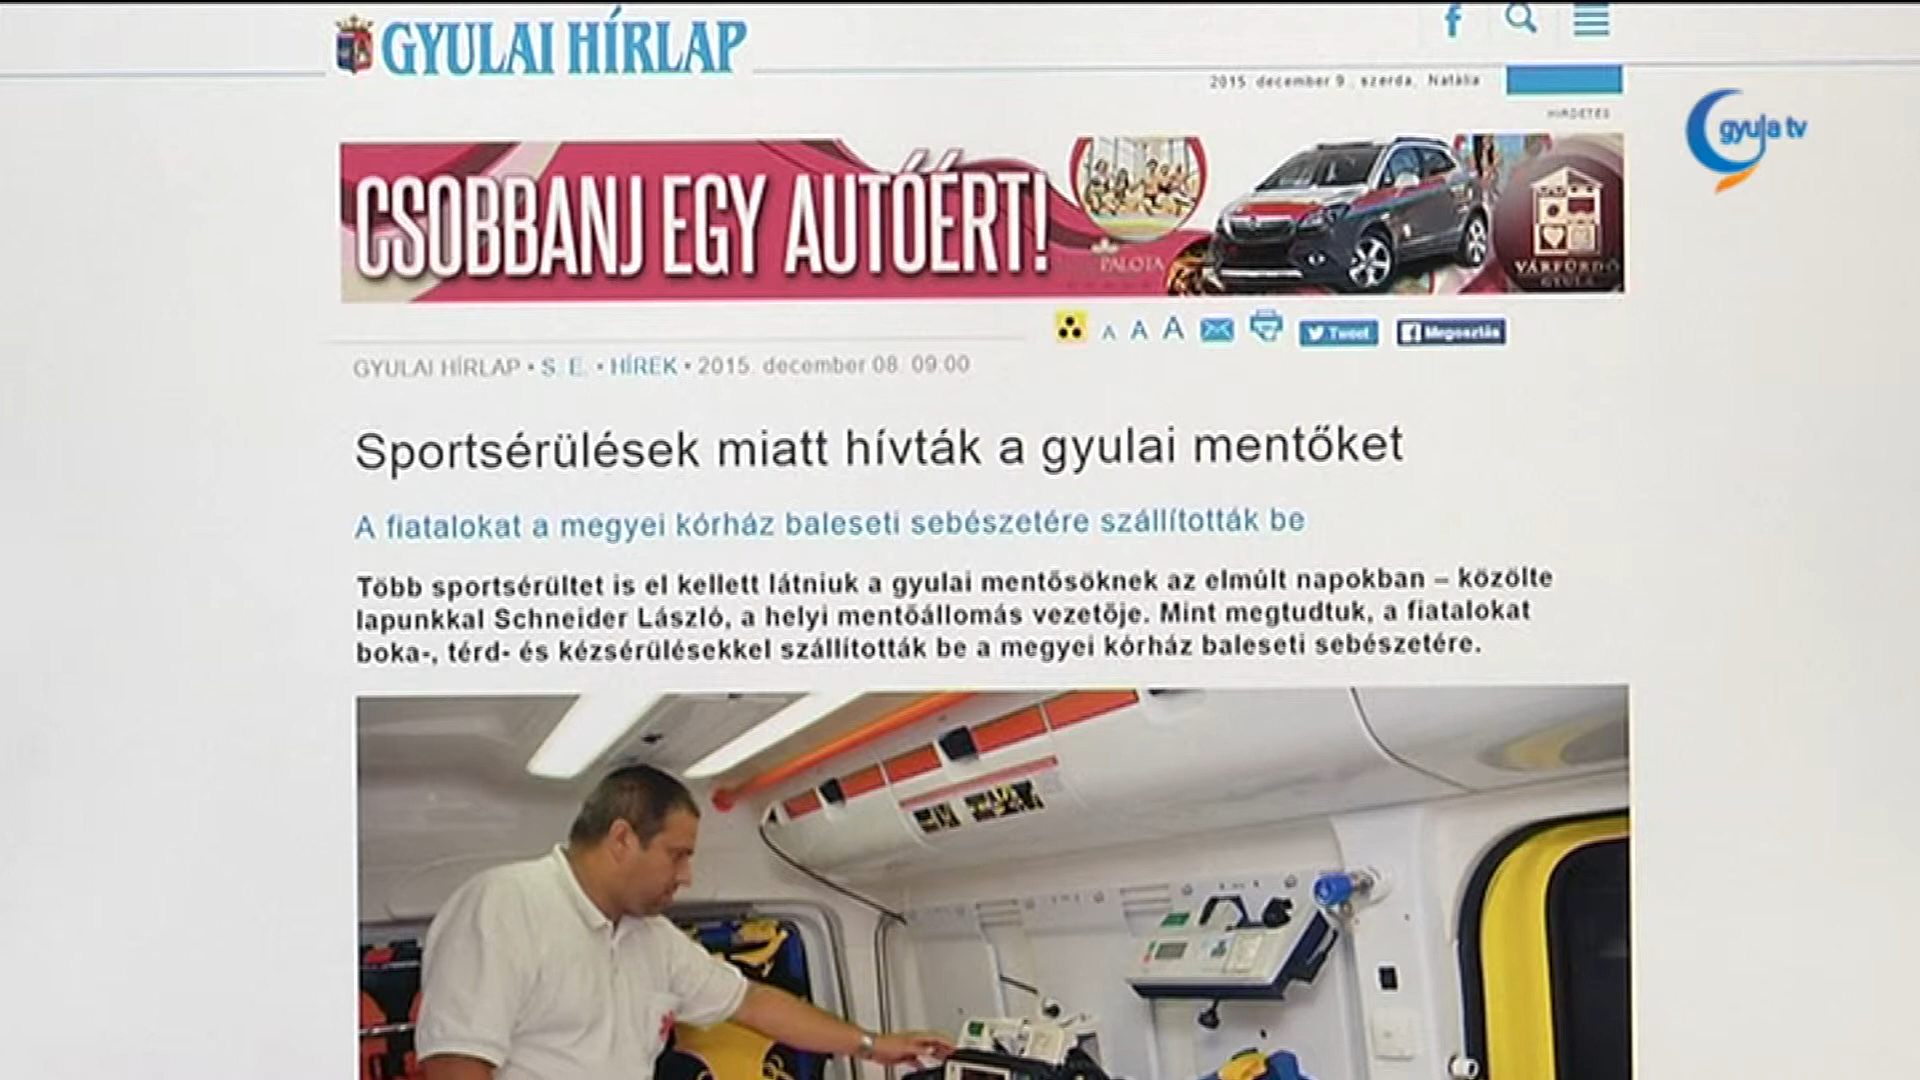 GYULAI HÍRLAP
2015. december 9., szerda, Natália
HIRDETÉS
gyula tv
CSOBBANJ EGY AUTÓÉRT!
PALOTA
VÁRFÜRDŐ
GYULA
A A A
Tweet
Megosztás
GYULAI HÍRLAP • S. E. • HÍREK • 2015. december 08. 09:00
Sportsérülések miatt hívták a gyulai mentőket
A fiatalokat a megyei kórház baleseti sebészetére szállították be
Több sportsérültet is el kellett látniuk a gyulai mentősöknek az elmúlt napokban – közölte
lapunkkal Schneider László, a helyi mentőállomás vezetője. Mint megtudtuk, a fiatalokat
boka-, térd- és kézsérülésekkel szállították be a megyei kórház baleseti sebészetére.